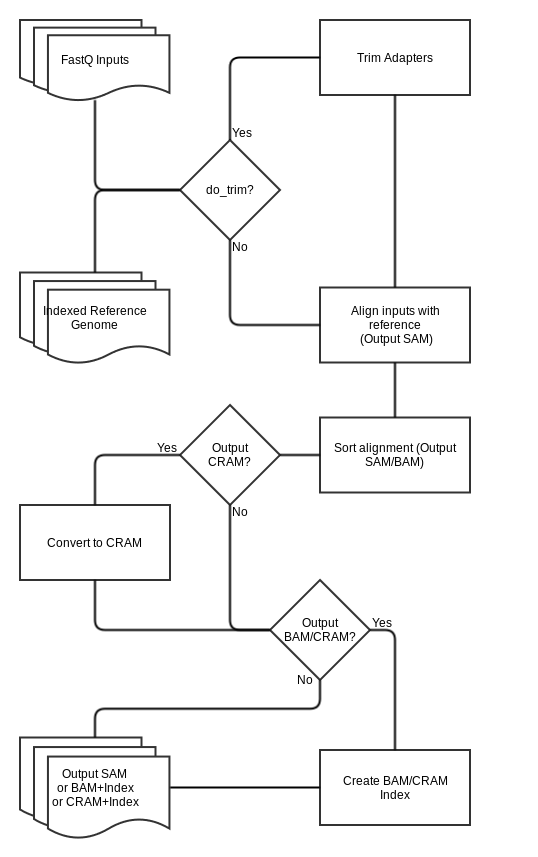 FastQ Inputs
Trim Adapters
Yes
do_trim?
No
Indexed Reference
Genome
Align inputs with
reference
(Output SAM)
Yes
Output
CRAM?
Sort alignment (Output
SAM/BAM)
No
Convert to CRAM
Output
BAM/CRAM?
Yes
No
Output SAM
or BAM+Index
or CRAM+Index
Create BAM/CRAM
Index